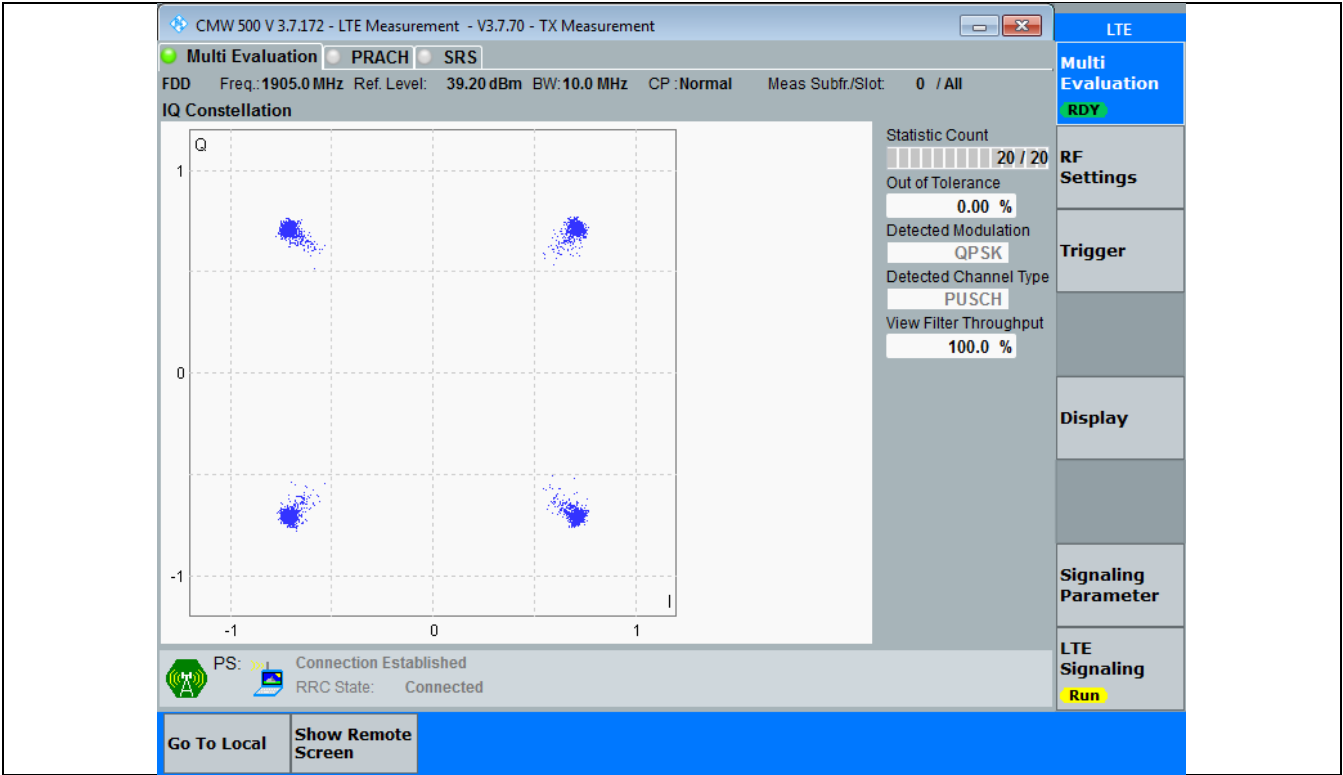 CMW 500 V 3.7.172 - LTE Measurement - V3.7.70 - TX Measurement
LTE
Multi Evaluation PRACH SRS
FDD Freq.:1905.0 MHz Ref. Level: 39.20 dBm BW:10.0 MHz CP :Normal Meas Subfr./Slot: 0 / All
IQ Constellation
Q
1
0
-1
I
-1 0 1
Statistic Count
20 / 20
Out of Tolerance
0.00 %
Detected Modulation
QPSK
Detected Channel Type
PUSCH
View Filter Throughput
100.0 %
Multi
Evaluation
RDY
RF
Settings
Trigger
Display
Signaling
Parameter
LTE
Signaling
Run
PS: Connection Established
RRC State: Connected
Go To Local
Show Remote
Screen